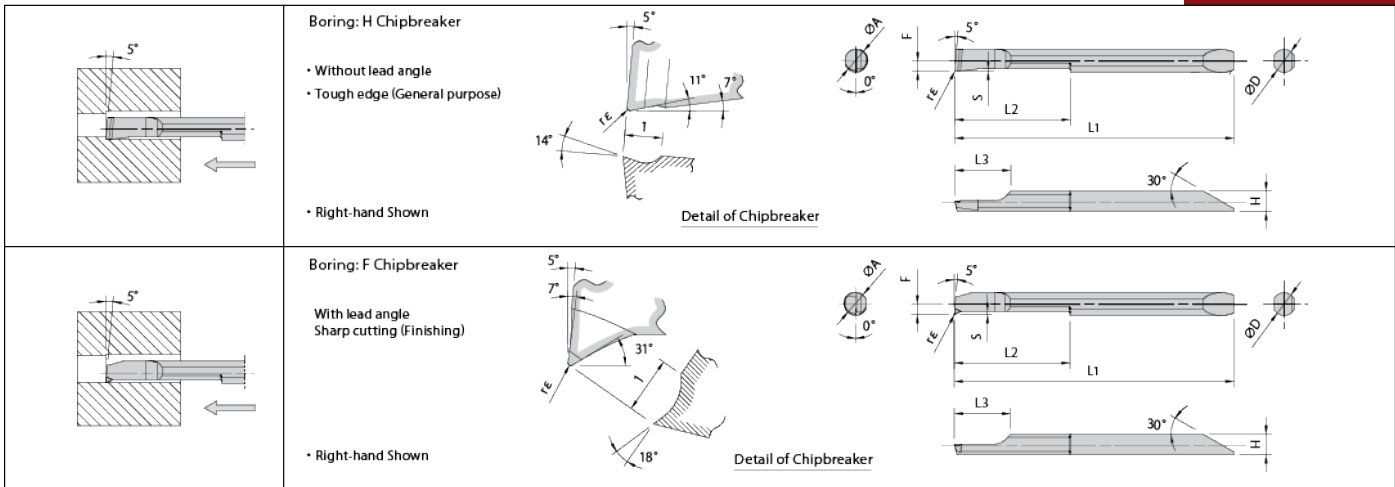 5°
Boring: H Chipbreaker
• Without lead angle
• Tough edge (General purpose)
• Right-hand Shown
5°
11°
7°
rε
1
14°
Detail of Chipbreaker
ØA
0°
F
5°
rε
S
L2
L1
ØD
L3
30°
H
5°
Boring: F Chipbreaker
With lead angle
Sharp cutting (Finishing)
• Right-hand Shown
5°
7°
31°
rε
1
18°
Detail of Chipbreaker
ØA
0°
F
5°
rε
S
L2
L1
ØD
L3
30°
H